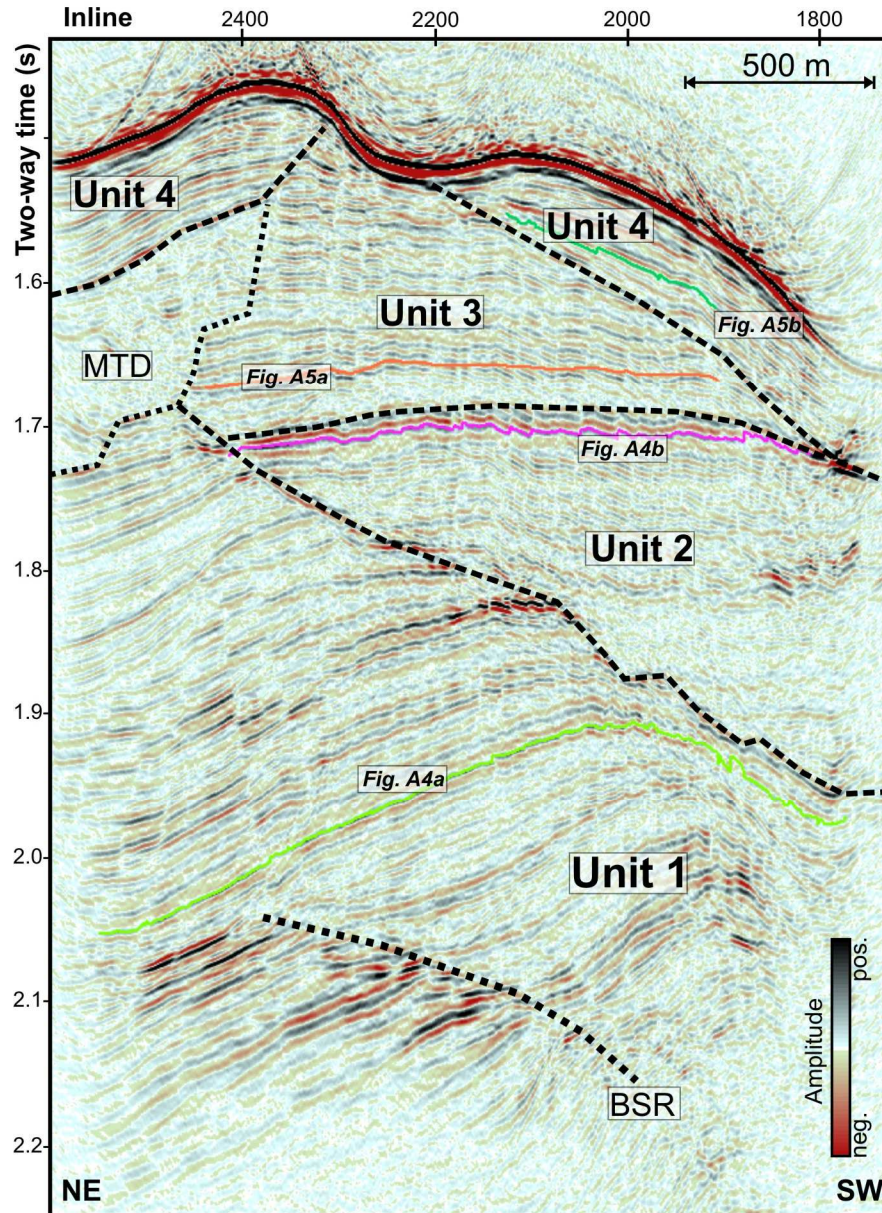 Inline 2400 2200 2000 1800
Two-way time (s)
500 m
Unit 4
Unit 4
1.6
Unit 3
Fig. A5b
MTD
Fig. A5a
1.7
Fig. A4b
Unit 2
1.8
1.9
Fig. A4a
2.0
Unit 1
pos.
Amplitude
neg.
2.1
BSR
2.2
NE
SW